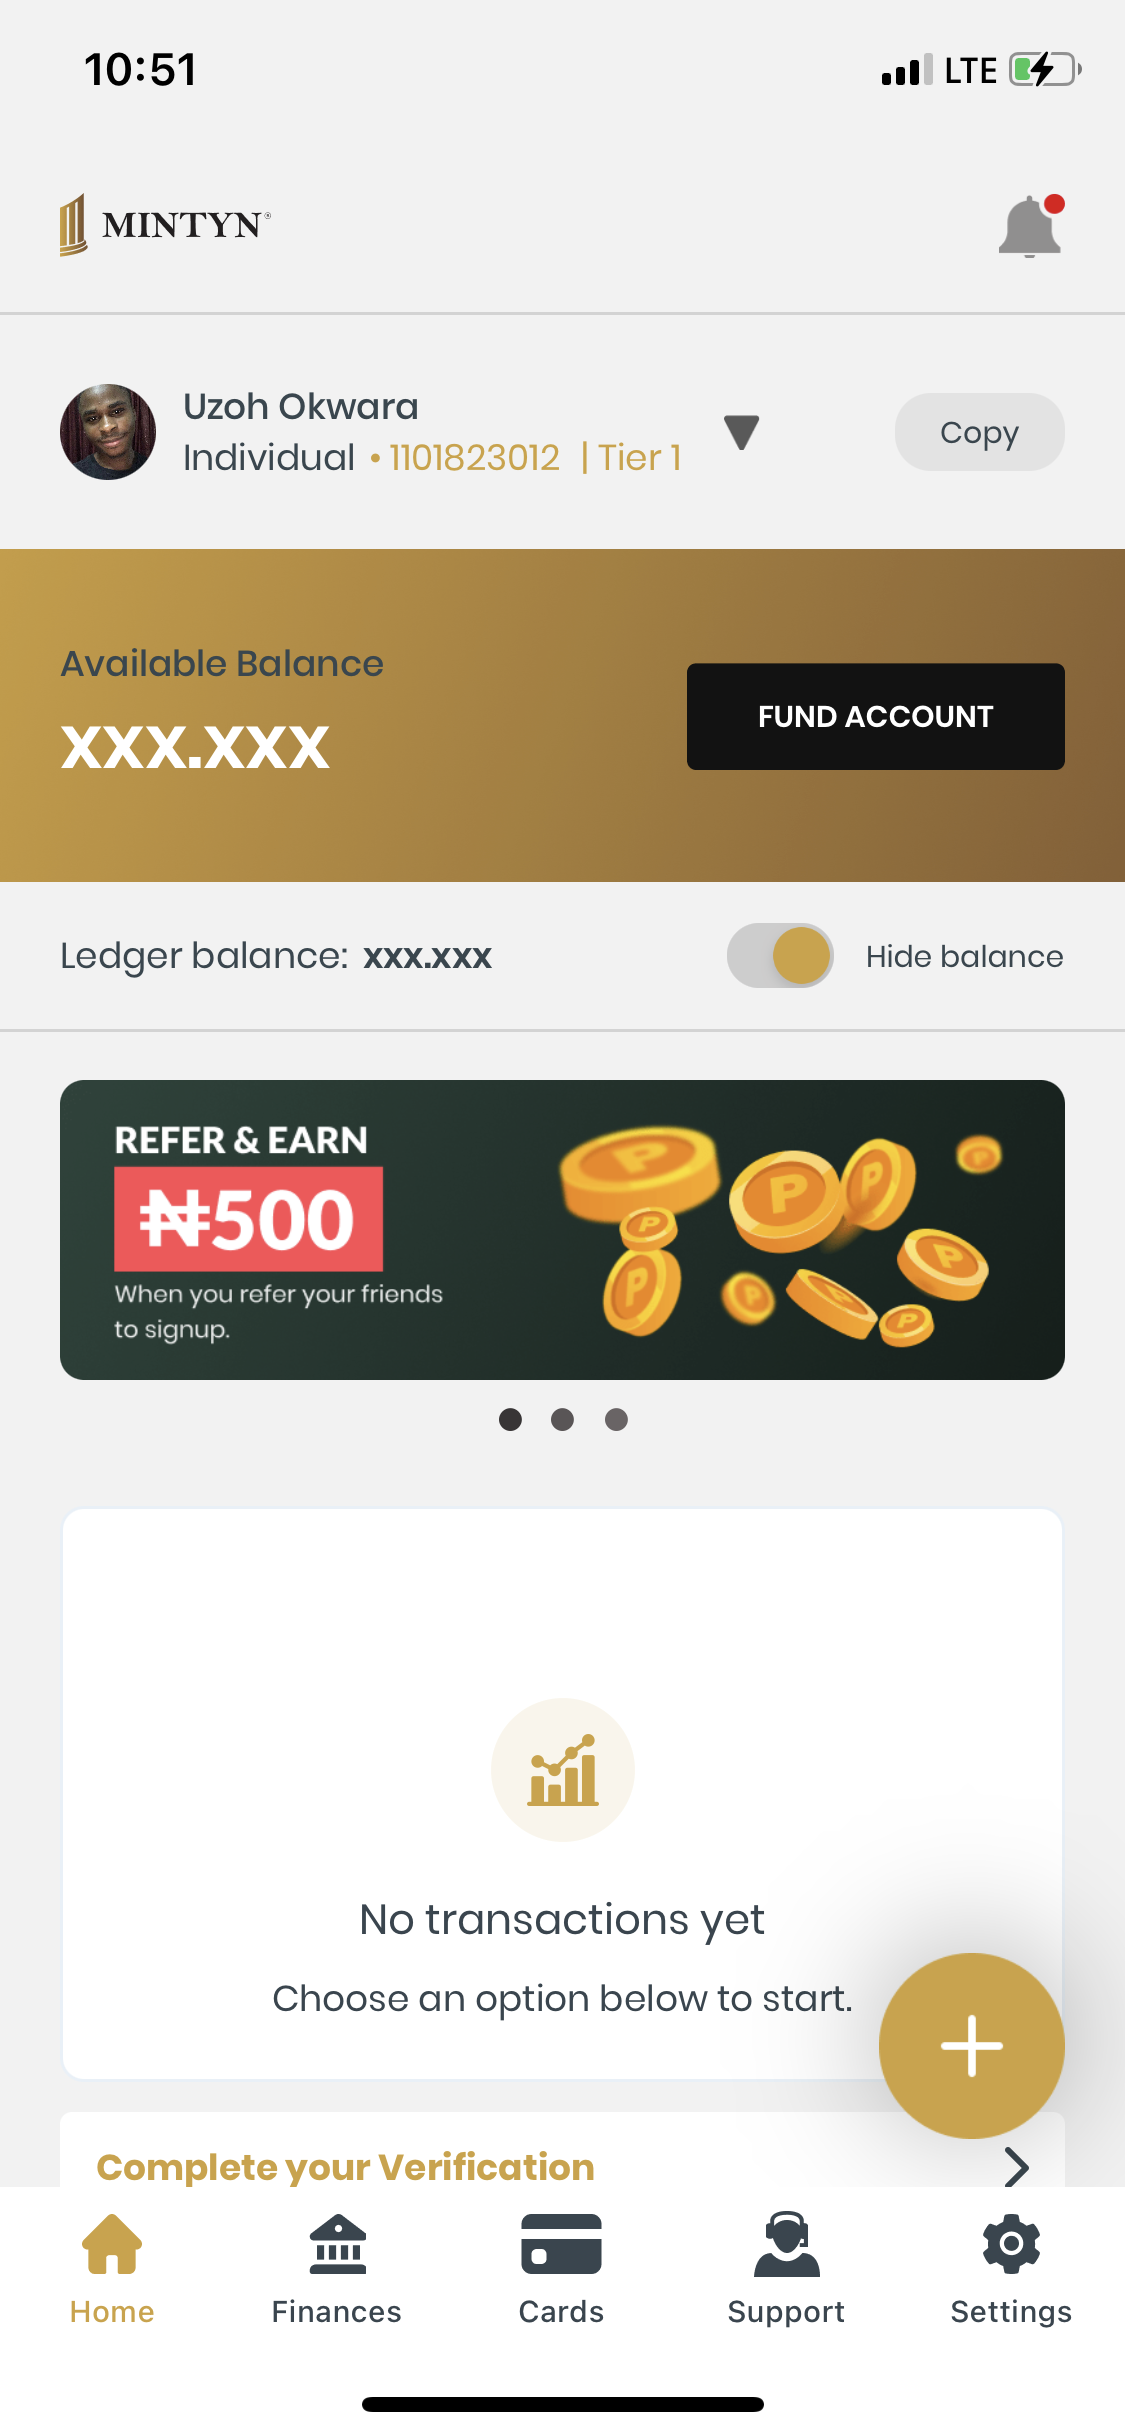 10:51
LTE
MINTYN®
Uzoh Okwara
Individual • 1101823012 | Tier 1
Copy
Available Balance
xxx.xxx
FUND ACCOUNT
Ledger balance: xxx.xxx
Hide balance
REFER & EARN
₦500
When you refer your friends
to signup.
No transactions yet
Choose an option below to start.
Complete your Verification
Home
Finances
Cards
Support
Settings